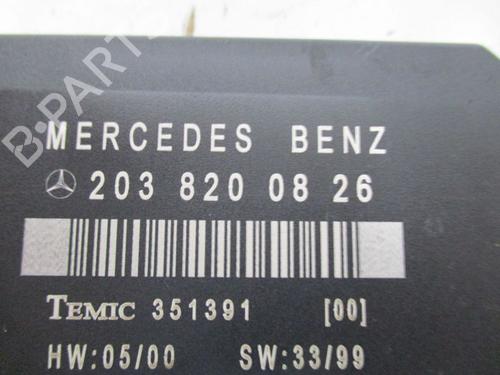 B-PARTS
MERCEDES BENZ
203 820 08 26
TEMIC 351391 [00]
HW:05/00 SW:33/99